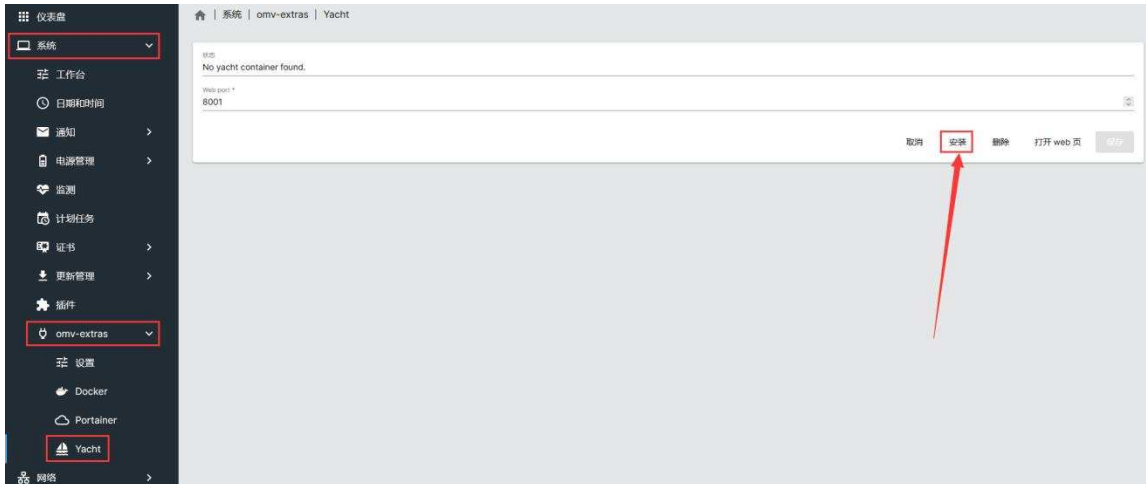 仪表盘
系统
工作台
日期和时间
通知
电源管理
监测
计划任务
证书
更新管理
插件
omv-extras
设置
Docker
Portainer
Yacht
网络
| 系统 | omv-extras | Yacht
状态
No yacht container found.
Web port *
8001
取消 安装 删除 打开 web 页 保存